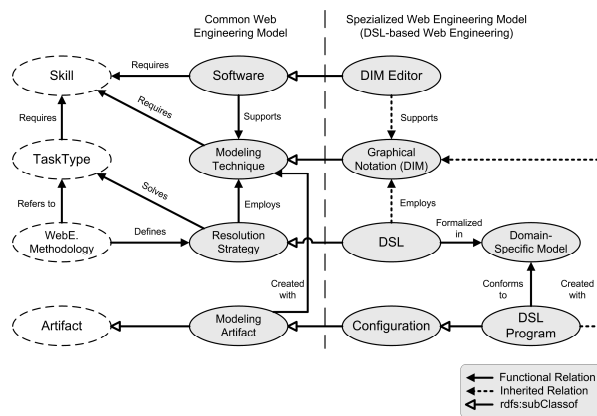 Common Web
Engineering Model
Spezialized Web Engineering Model
(DSL-based Web Engineering)
Skill
Requires
Software
DIM Editor
Requires
Requires
Supports
Supports
TaskType
Modeling
Technique
Graphical
Notation (DIM)
Refers to
Solves
Employs
Employs
WebE.
Methodology
Defines
Resolution
Strategy
DSL
Formalized
in
Domain-
Specific Model
Created
with
Conforms
to
Created
with
Artifact
Modeling
Artifact
Configuration
DSL
Program
Functional Relation
Inherited Relation
rdfs:subClassof